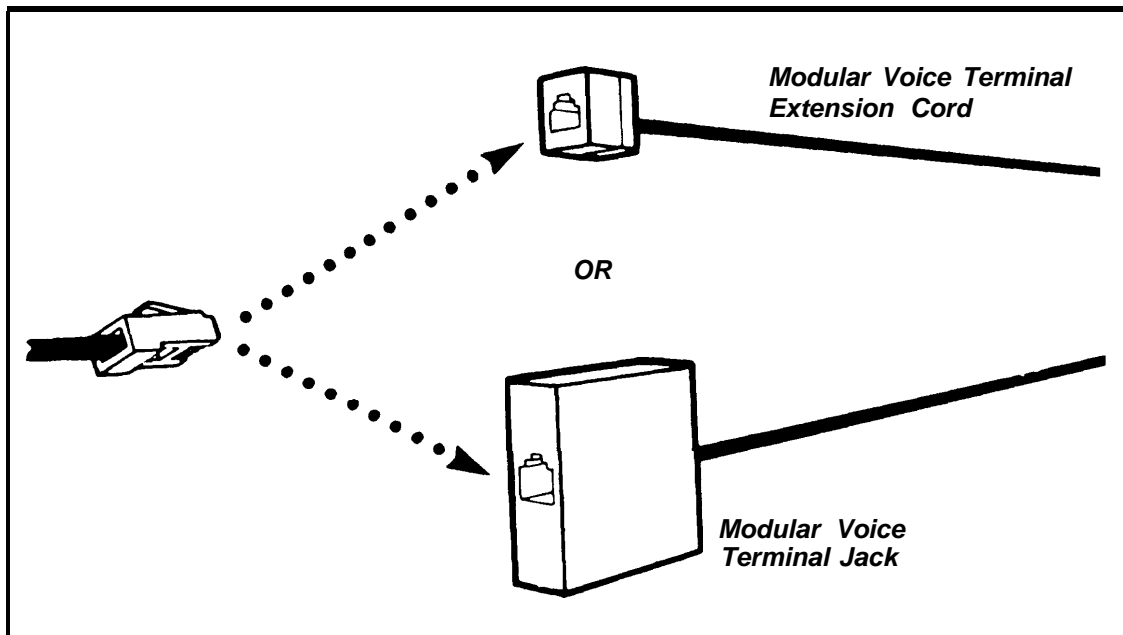 Modular Voice Terminal
Extension Cord
OR
Modular Voice
Terminal Jack